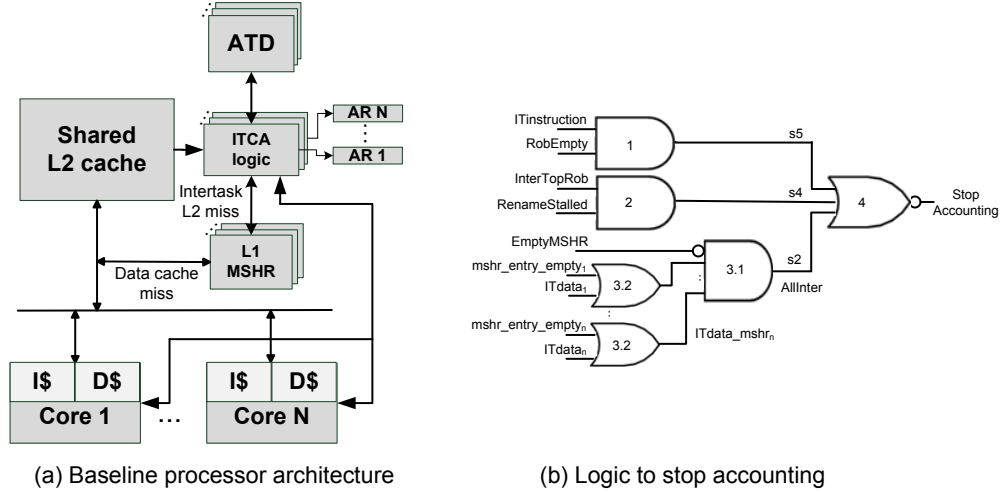 ATD
Shared
L2 cache
ITCA
logic
AR N
AR 1
Intertask
L2 miss
L1
MSHR
Data cache
miss
I$ D$
Core 1
...
I$ D$
Core N
(a) Baseline processor architecture
ITinstruction
RobEmpty
1
s5
InterTopRob
RenameStalled
2
s4
4
Stop
Accounting
EmptyMSHR
mshr_entry_empty1
ITdata1
3.2
3.1
s2
AllInter
mshr_entry_emptyn
ITdatan
3.2
ITdata_mshrn
(b) Logic to stop accounting